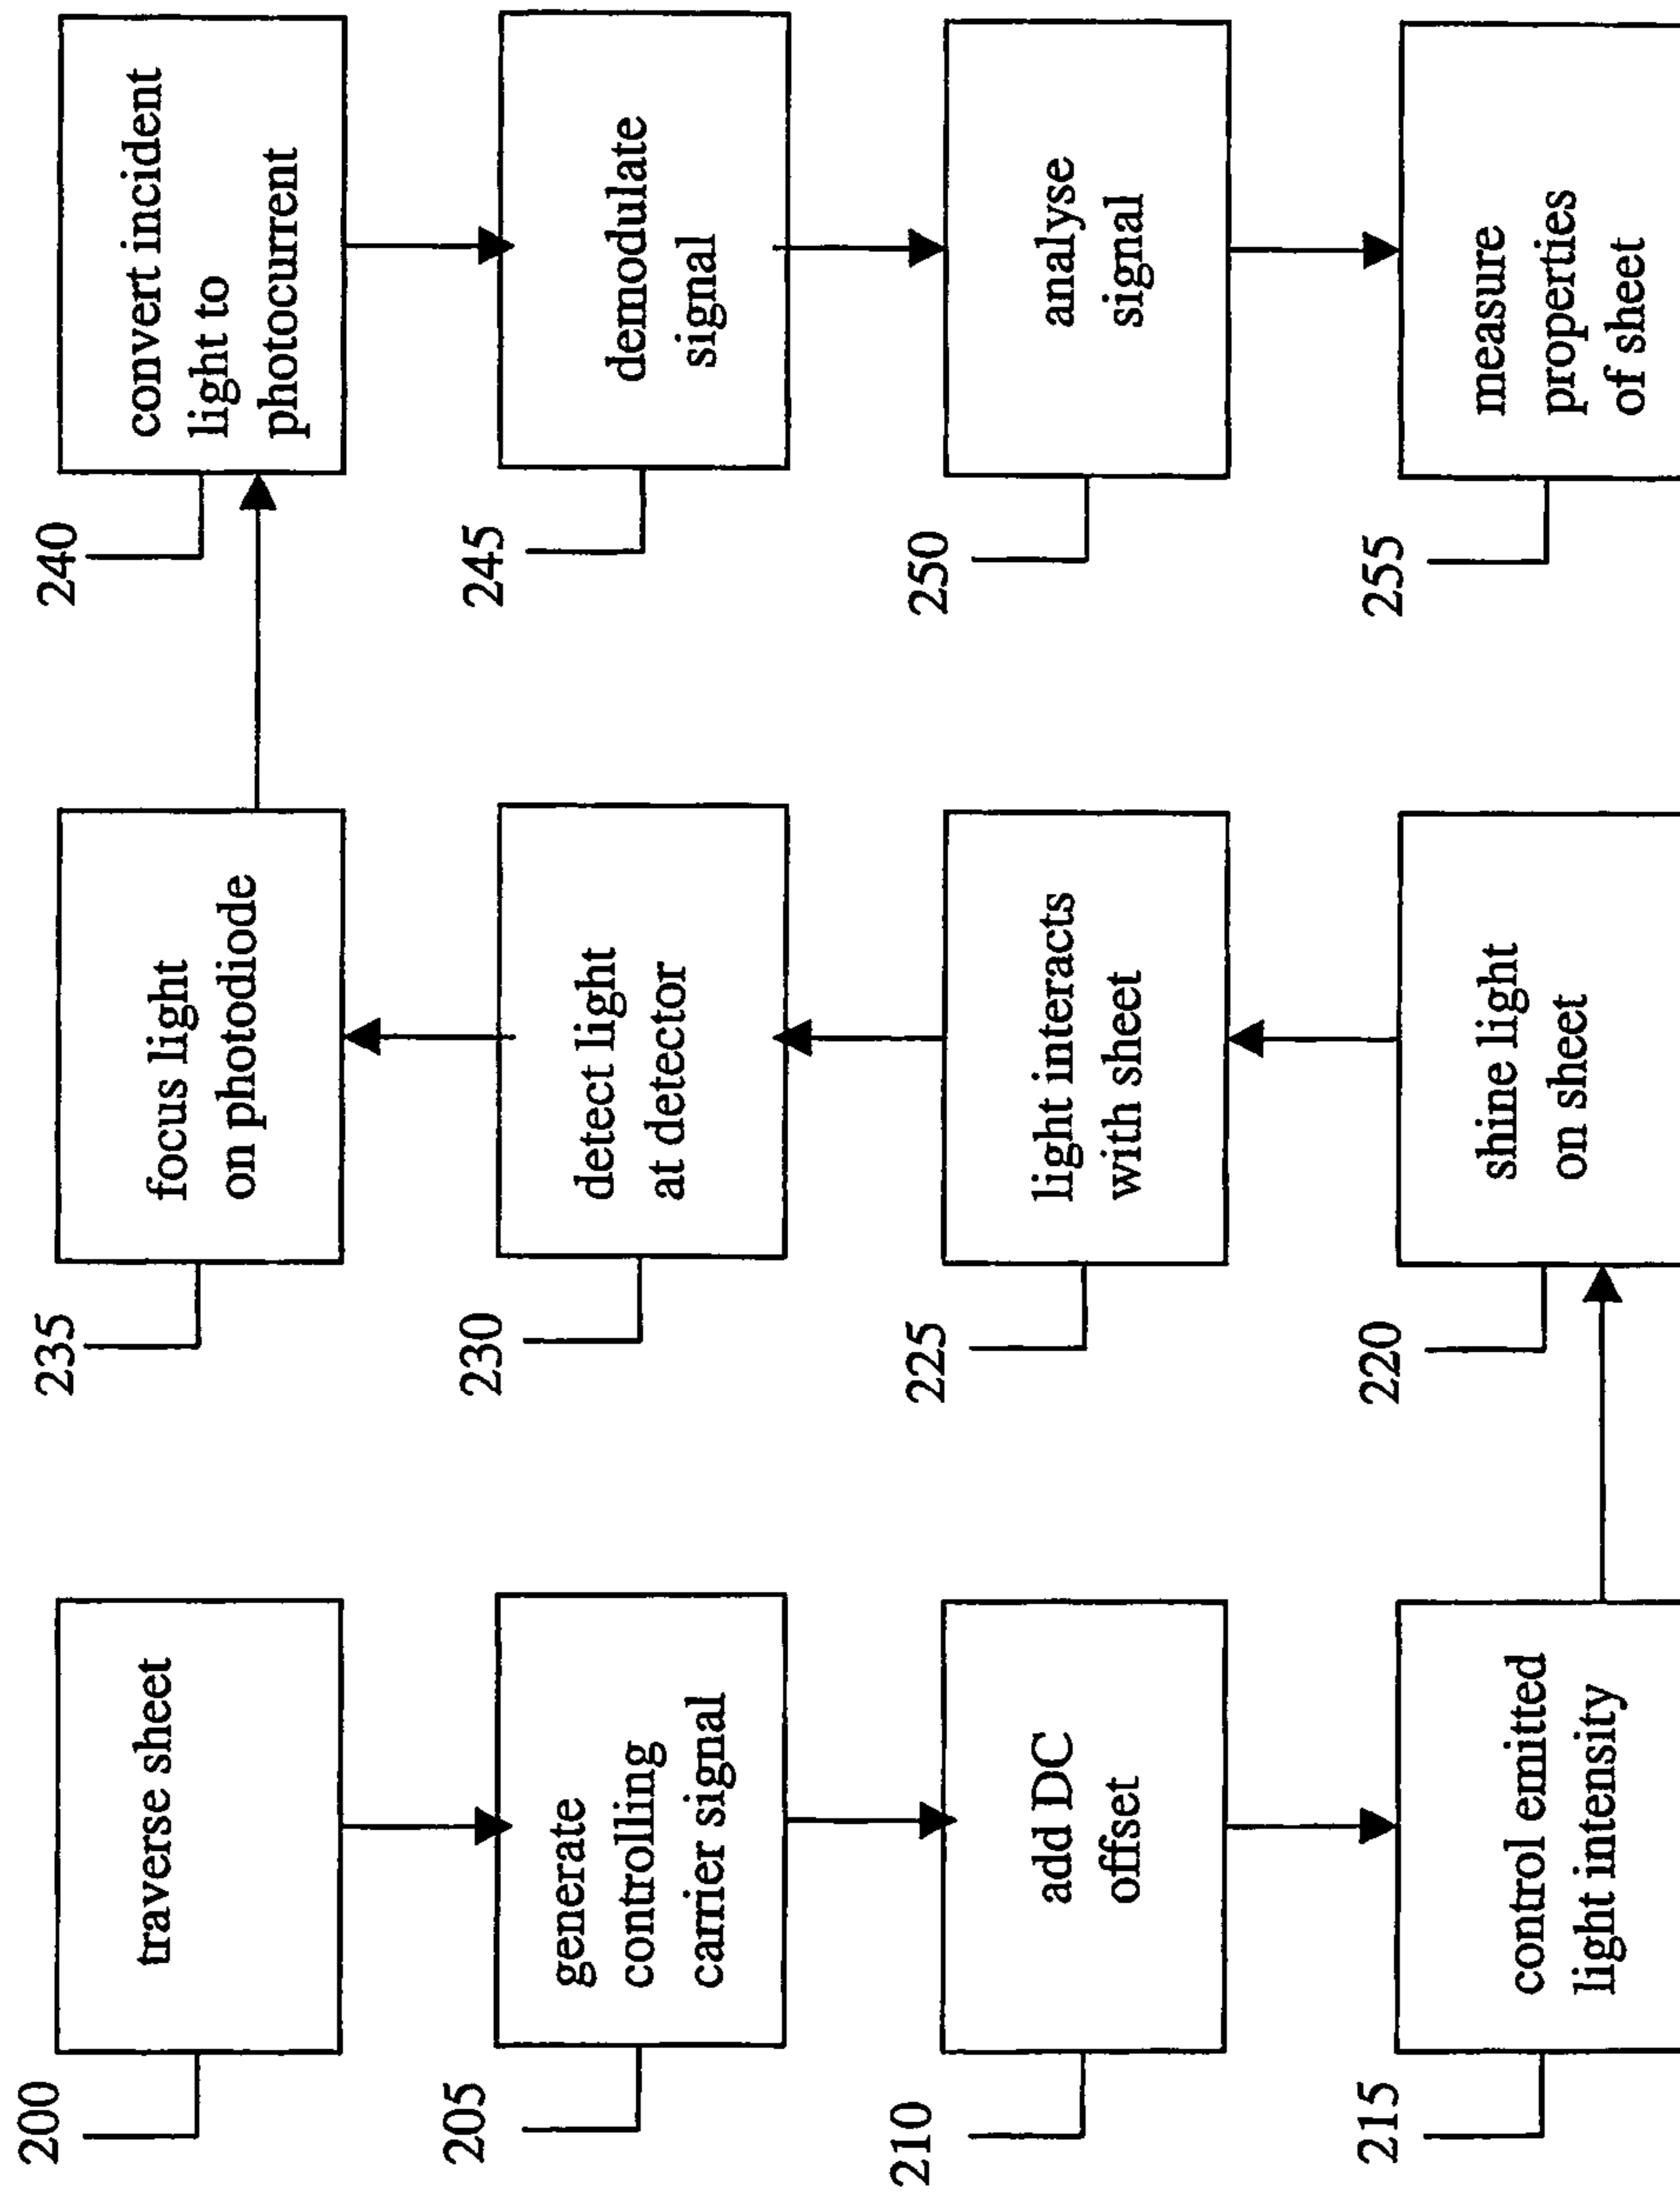 200
traverse sheet
205
generate
controlling
carrier signal
210
add DC
offset
215
control emitted
light intensity
220
shine light
on sheet
225
light interacts
with sheet
230
detect light
at detector
235
focus light
on photodiode
240
convert incident
light to
photocurrent
245
demodulate
signal
250
analyse
signal
255
measure
properties
of sheet